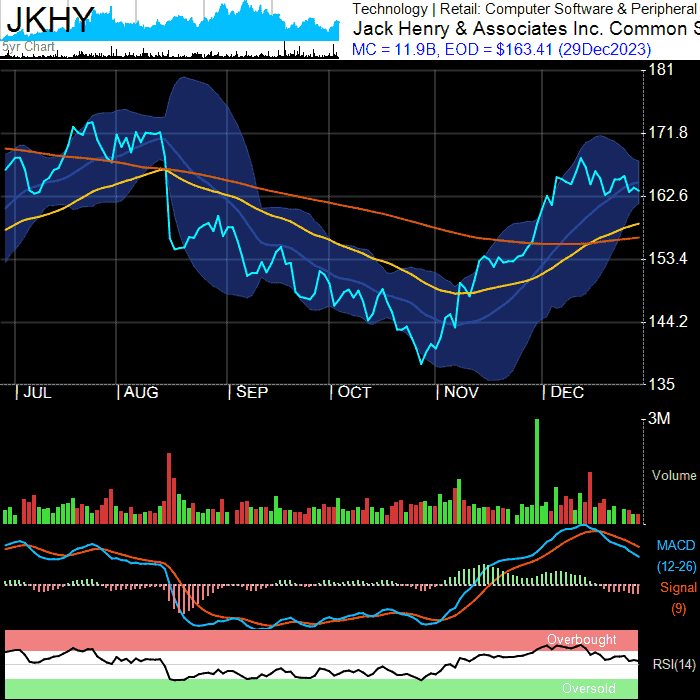 JKHY
5yr Chart
Technology | Retail: Computer Software & Peripheral
Jack Henry & Associates Inc. Common S
MC = 11.9B, EOD = $163.41 (29Dec2023)
181
171.8
162.6
153.4
144.2
135
| JUL | AUG | SEP | OCT | NOV | DEC
3M
Volume
MACD
(12-26)
Signal
(9)
Overbought
RSI(14)
Oversold